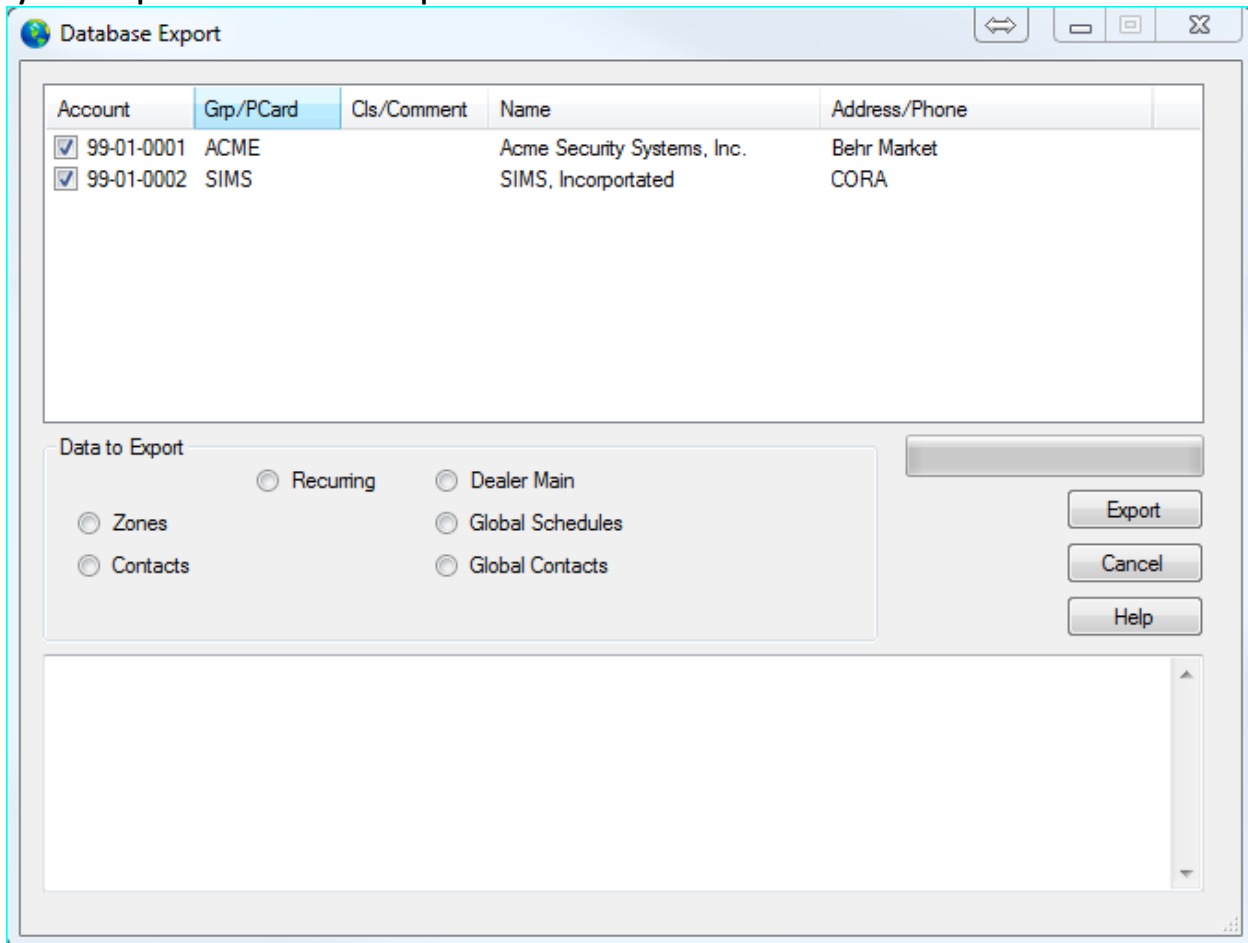 Database Export
Account Grp/PCard Cls/Comment Name Address/Phone
99-01-0001 ACME Acme Security Systems, Inc. Behr Market
99-01-0002 SIMS SIMS, Incorportated CORA
Data to Export
Recurring Dealer Main
Zones Global Schedules
Contacts Global Contacts
Export
Cancel
Help